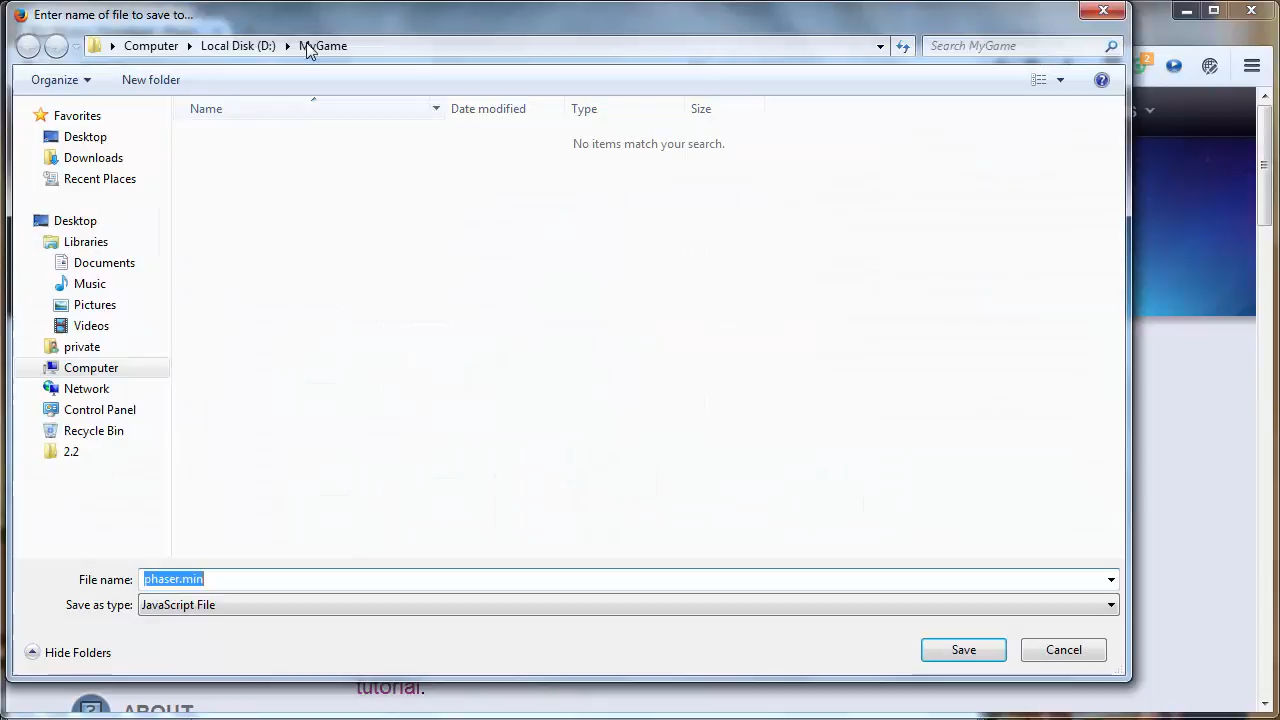 Enter name of file to save to...
Computer Local Disk (D:) MyGame
Search MyGame
2
Organize
New folder
Name
Date modified
Type
Size
No items match your search.
Favorites
Desktop
Downloads
Recent Places
Desktop
Libraries
Documents
Music
Pictures
Videos
private
Computer
Network
Control Panel
Recycle Bin
2.2
File name: phaser.min
Save as type: JavaScript File
Hide Folders
Save
Cancel
tutorial.
ABOUT